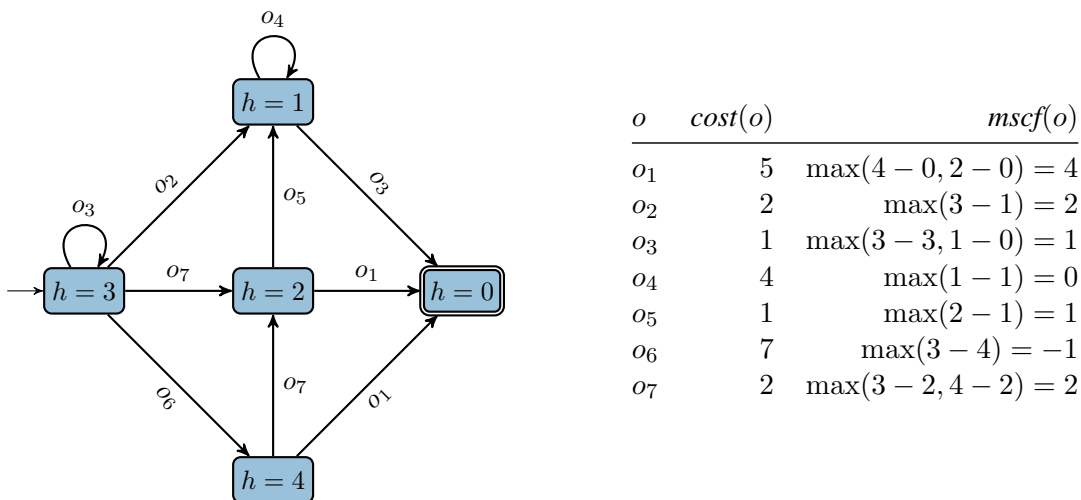 o₄
h = 1
o₂
o₅
o₃
o₃
h = 3
o₇
h = 2
o₁
h = 0
o₆
o₇
o₁
h = 4
o cost(o) mscf(o)
o₁ 5 max(4 − 0, 2 − 0) = 4
o₂ 2 max(3 − 1) = 2
o₃ 1 max(3 − 3, 1 − 0) = 1
o₄ 4 max(1 − 1) = 0
o₅ 1 max(2 − 1) = 1
o₆ 7 max(3 − 4) = −1
o₇ 2 max(3 − 2, 4 − 2) = 2